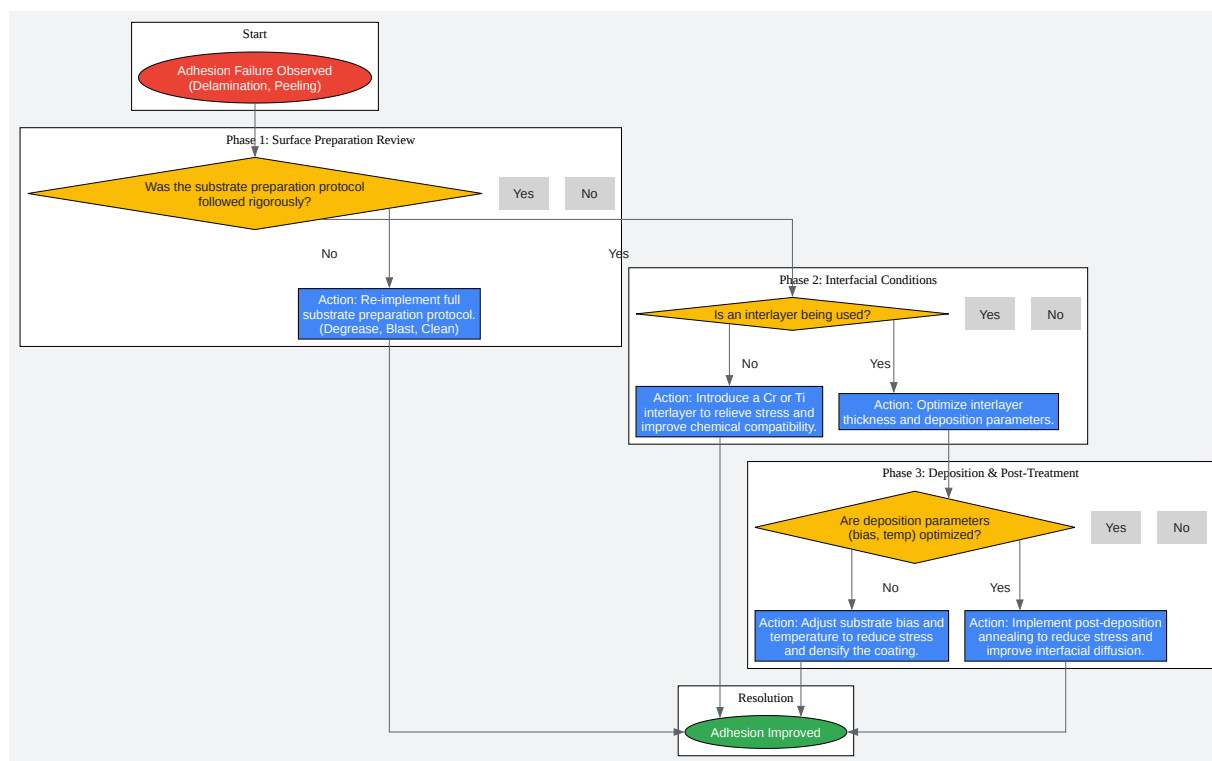 Start
Adhesion Failure Observed
(Delamination, Peeling)
Phase 1: Surface Preparation Review
Was the substrate preparation protocol
followed rigorously?
Yes
No
No
Yes
Action: Re-implement full
substrate preparation protocol.
(Degrease, Blast, Clean)
Phase 2: Interfacial Conditions
Is an interlayer being used?
Yes
No
No
Yes
Action: Introduce a Cr or Ti
interlayer to relieve stress and
improve chemical compatibility.
Action: Optimize interlayer
thickness and deposition parameters.
Phase 3: Deposition & Post-Treatment
Are deposition parameters
(bias, temp) optimized?
Yes
No
No
Yes
Action: Adjust substrate bias and
temperature to reduce stress
and densify the coating.
Action: Implement post-deposition
annealing to reduce stress and
improve interfacial diffusion.
Resolution
Adhesion Improved